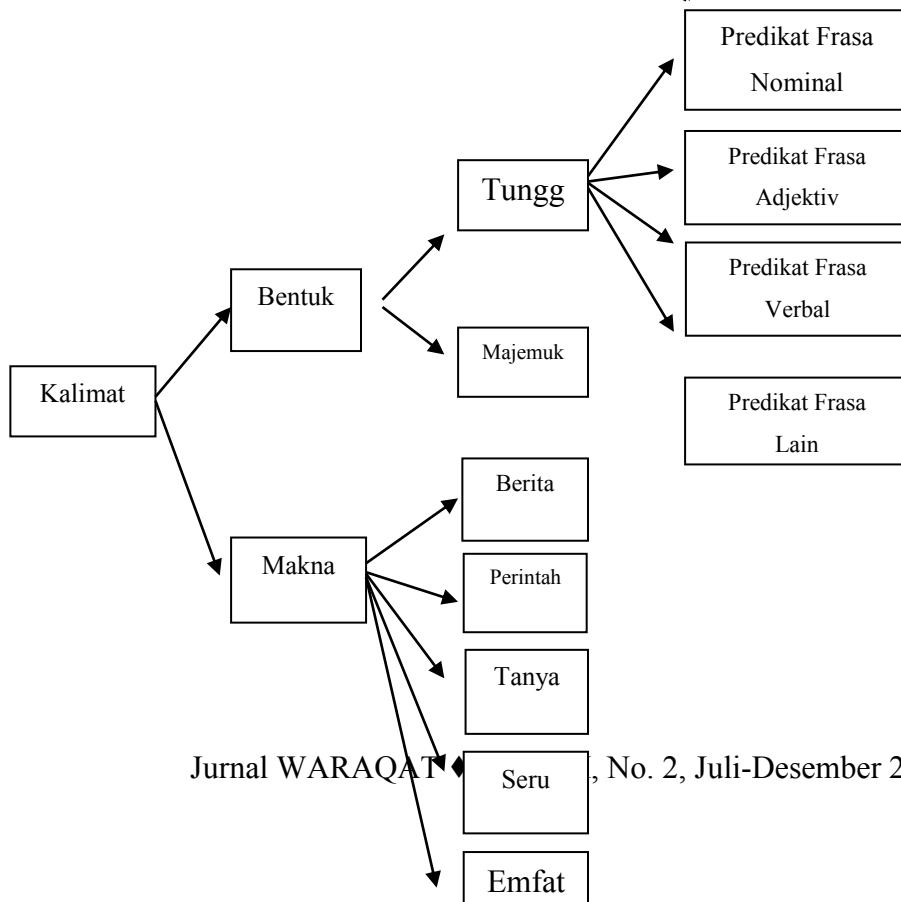 Predikat Frasa
Nominal
Predikat Frasa
Adjektiv
Tungg
Predikat Frasa
Verbal
Bentuk
Majemuk
Kalimat
Predikat Frasa
Lain
Berita
Makna
Perintah
Tanya
Jurnal WARAQAT ♦ , No. 2, Juli-Desember 2
Seru
Emfat